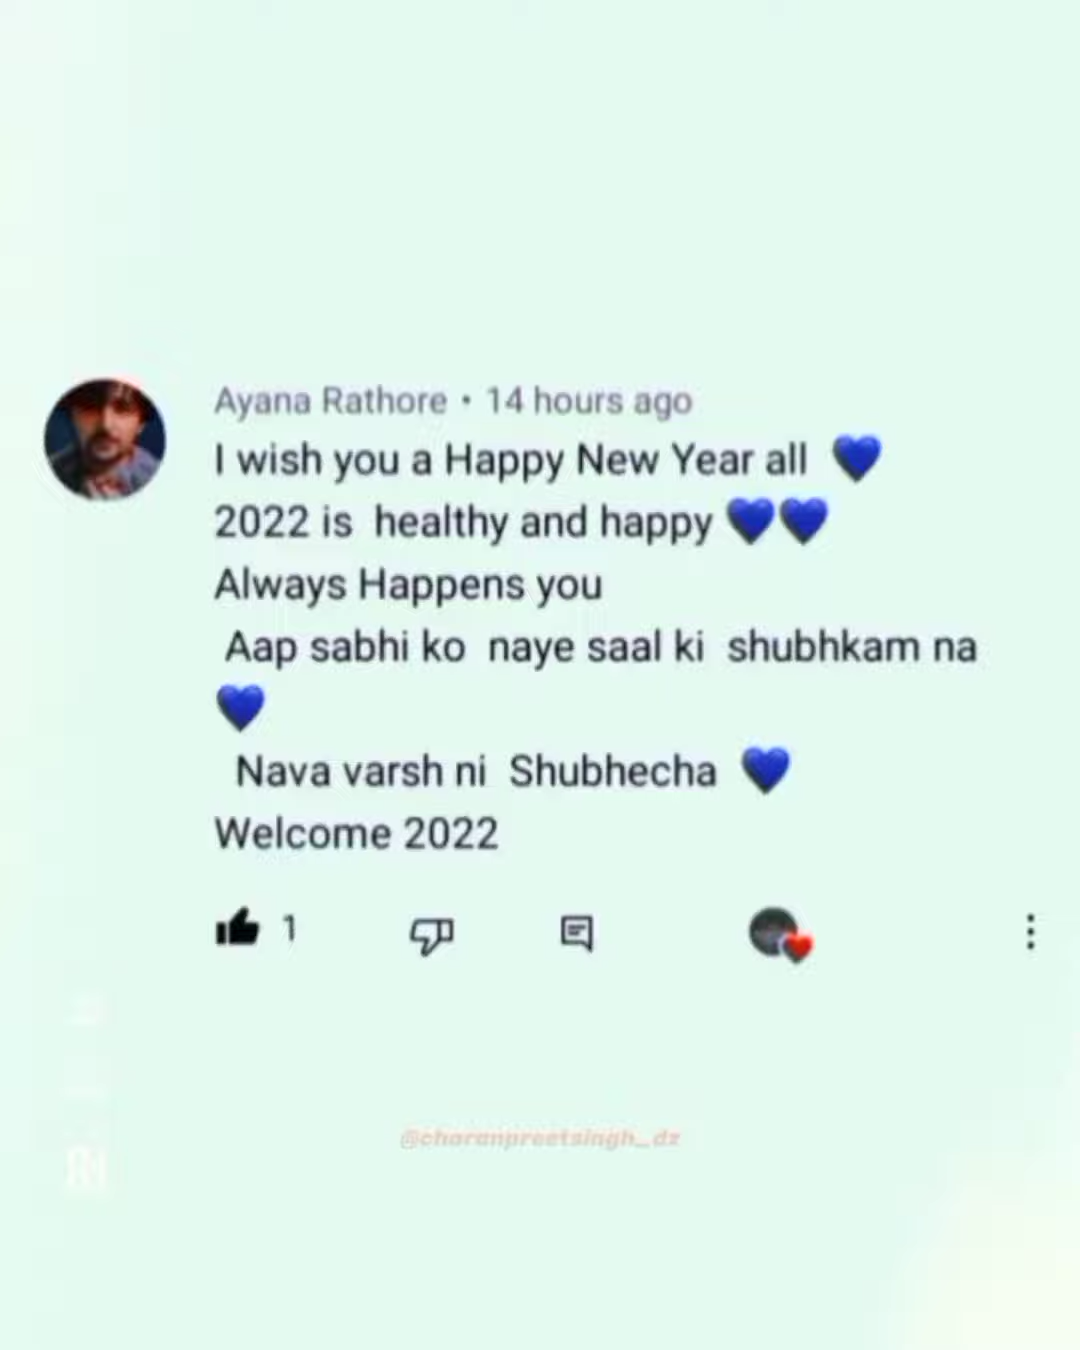 Ayana Rathore • 14 hours ago
I wish you a Happy New Year all 💙
2022 is healthy and happy 💙💙
Always Happens you
Aap sabhi ko naye saal ki shubhkam na
💙
Nava varsh ni Shubhecha 💙
Welcome 2022
1
@charanpreetsingh_dz